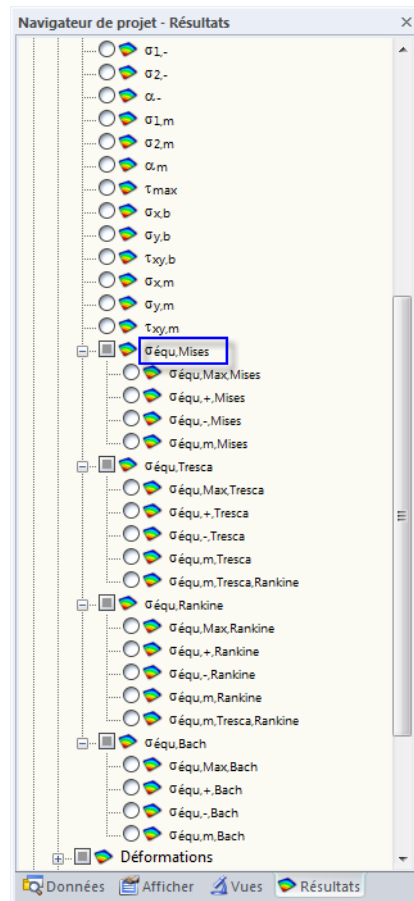 Navigateur de projet - Résultats
σ1,-
σ2,-
α-
σ1,m
σ2,m
αm
τmax
σx,b
σy,b
τxy,b
σx,m
σy,m
τxy,m
σéqu,Mises
σéqu,Max,Mises
σéqu,+,Mises
σéqu,-,Mises
σéqu,m,Mises
σéqu,Tresca
σéqu,Max,Tresca
σéqu,+,Tresca
σéqu,-,Tresca
σéqu,m,Tresca
σéqu,m,Tresca,Rankine
σéqu,Rankine
σéqu,Max,Rankine
σéqu,+,Rankine
σéqu,-,Rankine
σéqu,m,Rankine
σéqu,m,Tresca,Rankine
σéqu,Bach
σéqu,Max,Bach
σéqu,+,Bach
σéqu,-,Bach
σéqu,m,Bach
Déformations
Données Afficher Vues Résultats